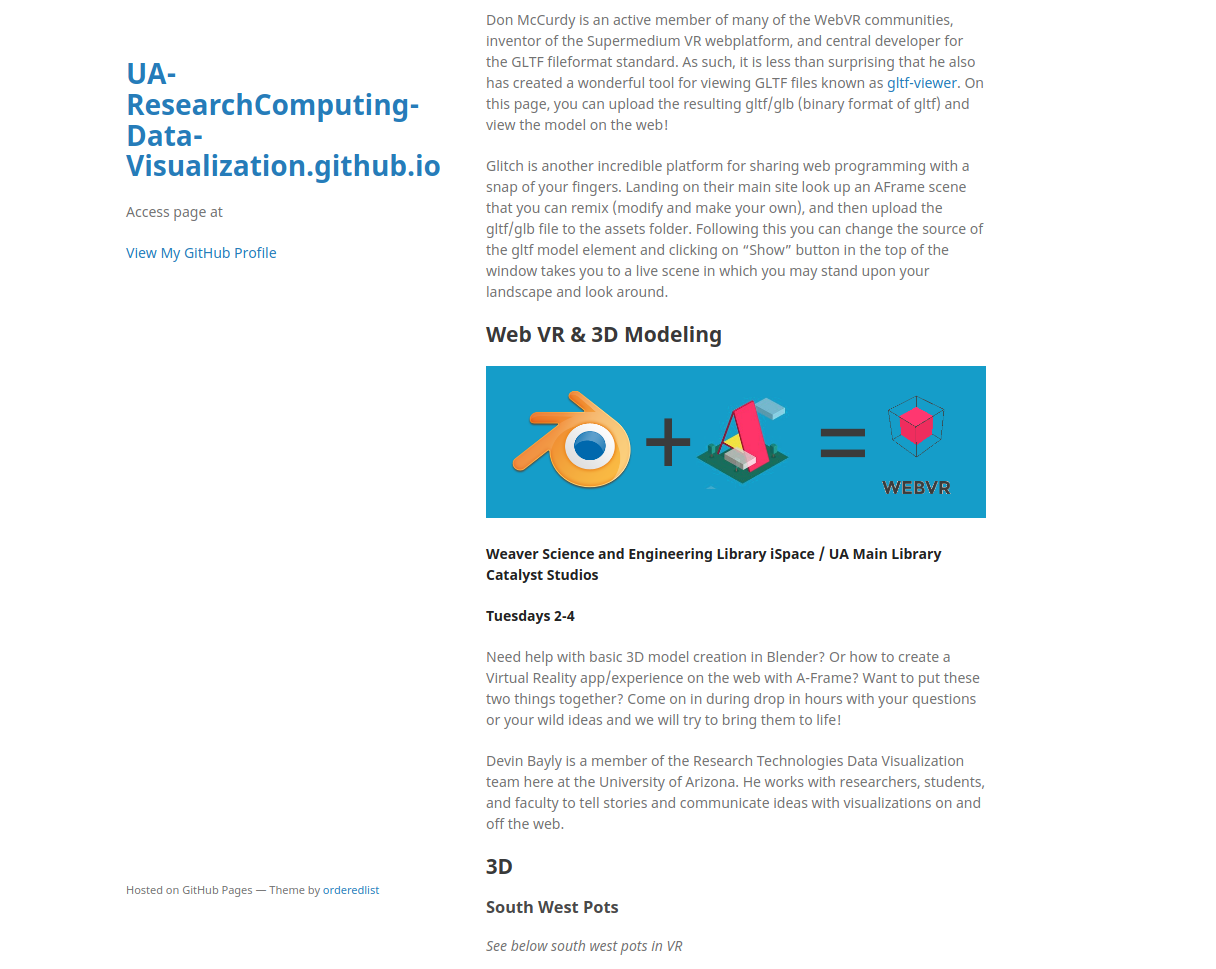 UA-
ResearchComputing-
Data-
Visualization.github.io
Access page at
View My GitHub Profile
Hosted on GitHub Pages — Theme by orderedlist
Don McCurdy is an active member of many of the WebVR communities,
inventor of the Supermedium VR webplatform, and central developer for
the GLTF fileformat standard. As such, it is less than surprising that he also
has created a wonderful tool for viewing GLTF files known as gltf-viewer. On
this page, you can upload the resulting gltf/glb (binary format of gltf) and
view the model on the web!
Glitch is another incredible platform for sharing web programming with a
snap of your fingers. Landing on their main site look up an AFrame scene
that you can remix (modify and make your own), and then upload the
gltf/glb file to the assets folder. Following this you can change the source of
the gltf model element and clicking on “Show” button in the top of the
window takes you to a live scene in which you may stand upon your
landscape and look around.
Web VR & 3D Modeling
+ =
WEBVR
Weaver Science and Engineering Library iSpace / UA Main Library
Catalyst Studios
Tuesdays 2-4
Need help with basic 3D model creation in Blender? Or how to create a
Virtual Reality app/experience on the web with A-Frame? Want to put these
two things together? Come on in during drop in hours with your questions
or your wild ideas and we will try to bring them to life!
Devin Bayly is a member of the Research Technologies Data Visualization
team here at the University of Arizona. He works with researchers, students,
and faculty to tell stories and communicate ideas with visualizations on and
off the web.
3D
South West Pots
See below south west pots in VR